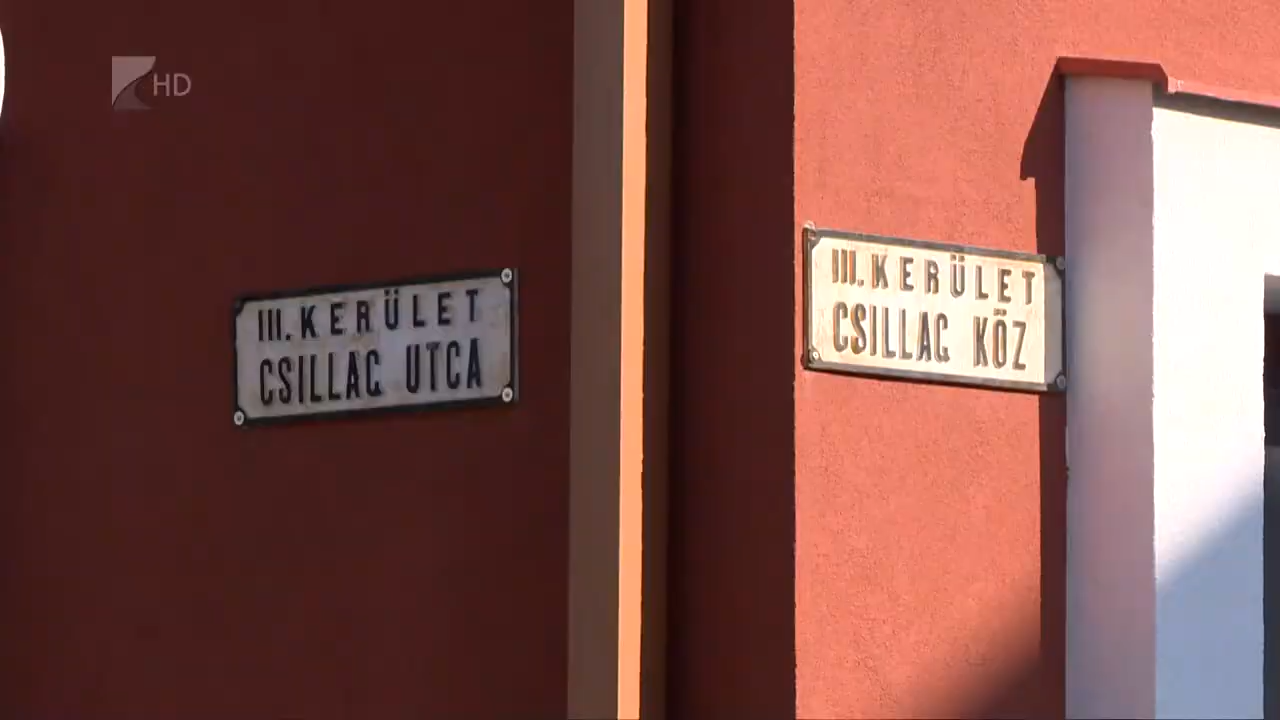 HD
III. KERÜLET
CSILLAG UTCA
III. KERÜLET
CSILLAG KÖZ